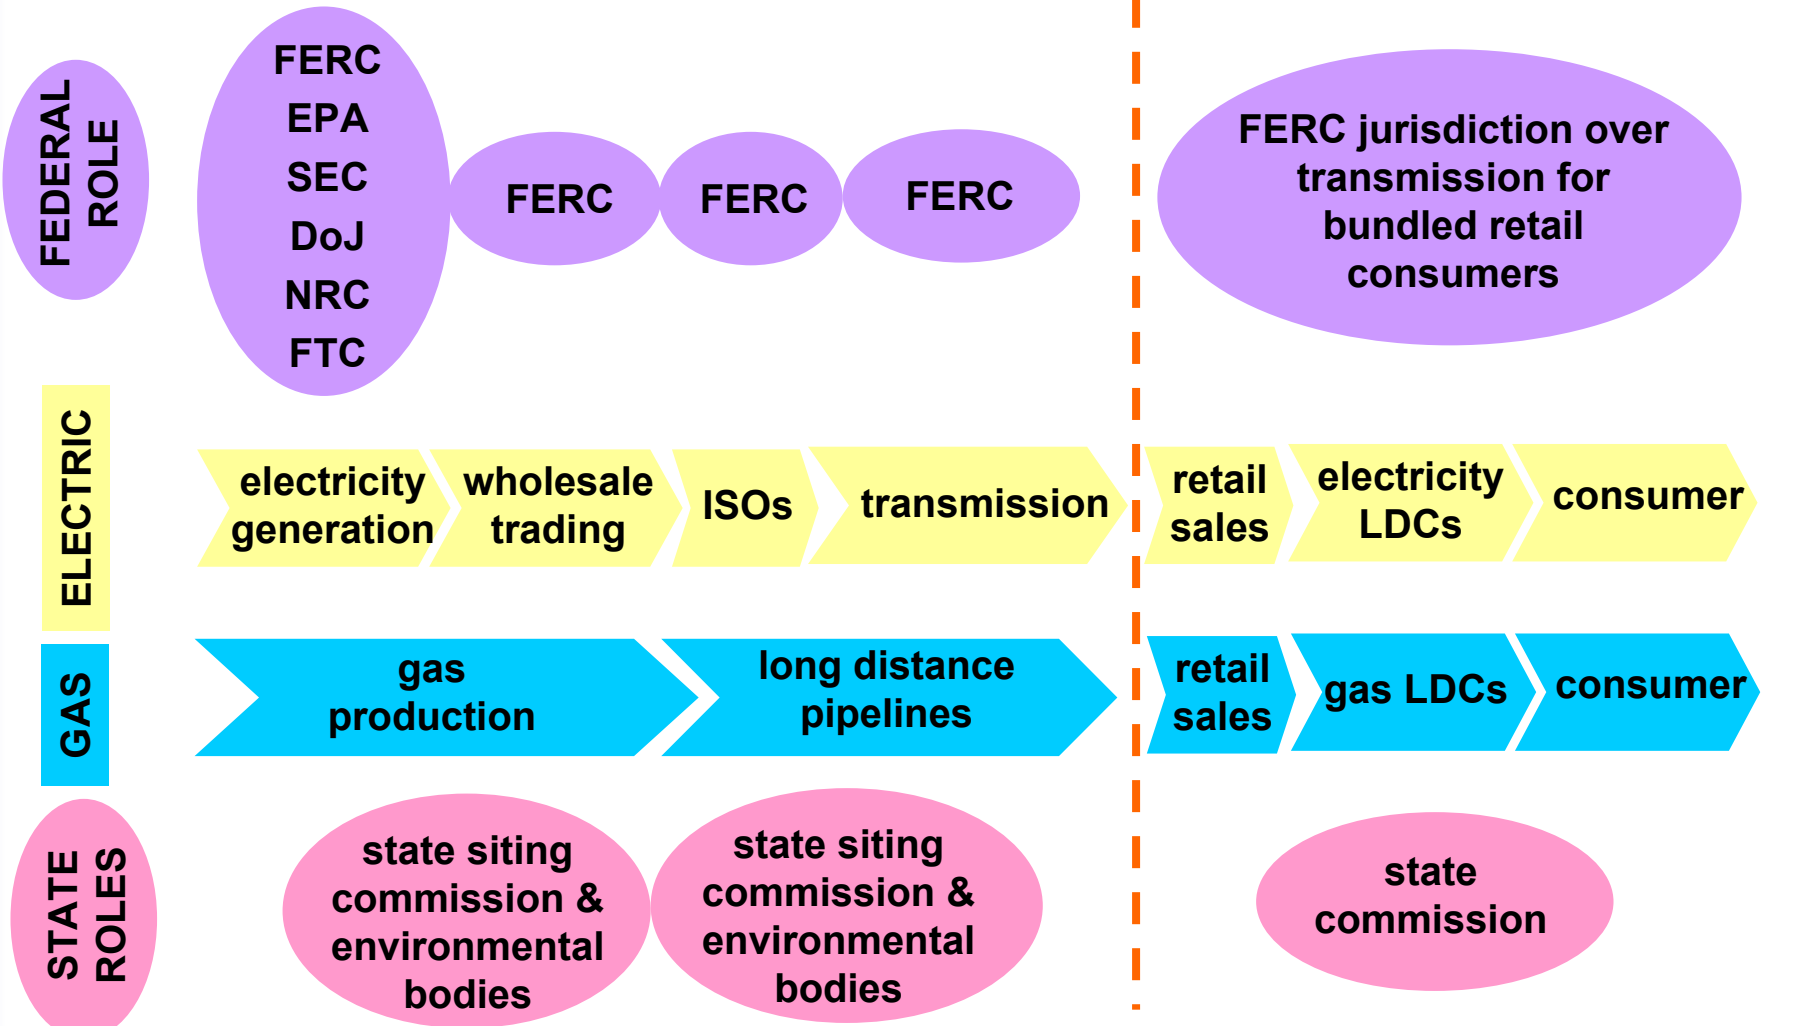 FEDERAL
ROLE
FERC
EPA
SEC
DoJ
NRC
FTC
FERC
FERC
FERC
FERC jurisdiction over
transmission for
bundled retail
consumers
ELECTRIC
electricity
generation
wholesale
trading
ISOs
transmission
retail
sales
electricity
LDCs
consumer
GAS
gas
production
long distance
pipelines
retail
sales
gas LDCs
consumer
STATE
ROLES
state siting
commission &
environmental
bodies
state siting
commission &
environmental
bodies
state
commission